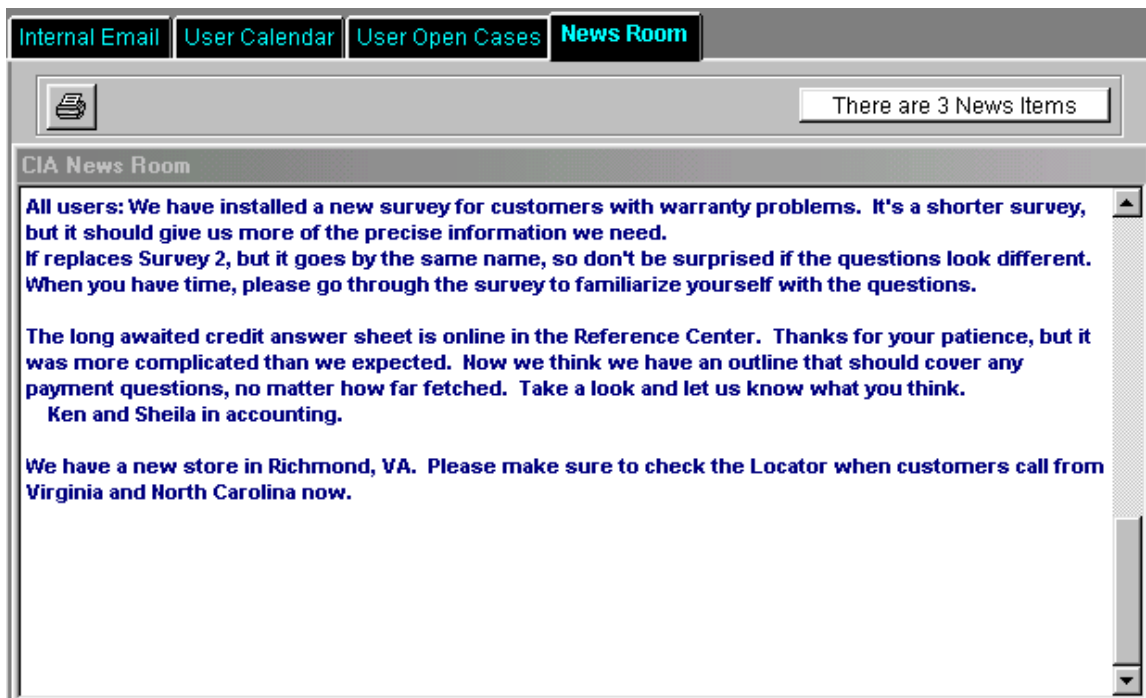 Internal Email User Calendar User Open Cases News Room
There are 3 News Items
CIA News Room
All users: We have installed a new survey for customers with warranty problems.  It's a shorter survey,
but it should give us more of the precise information we need.
If replaces Survey 2, but it goes by the same name, so don't be surprised if the questions look different.
When you have time, please go through the survey to familiarize yourself with the questions.
The long awaited credit answer sheet is online in the Reference Center.  Thanks for your patience, but it
was more complicated than we expected.  Now we think we have an outline that should cover any
payment questions, no matter how far fetched.  Take a look and let us know what you think.
Ken and Sheila in accounting.
We have a new store in Richmond, VA.  Please make sure to check the Locator when customers call from
Virginia and North Carolina now.